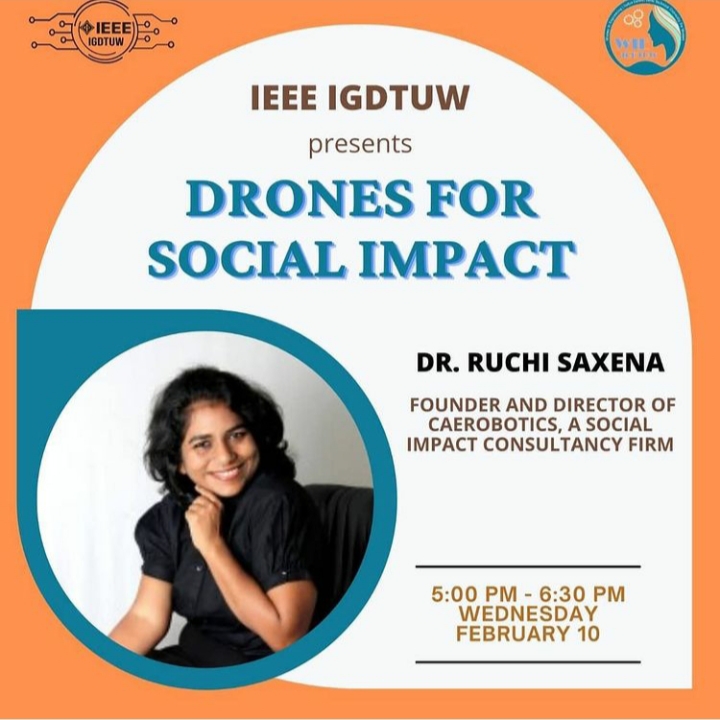 IEEE
IGDTUW
WIE
IEEE IGDTUW
presents
DRONES FOR
SOCIAL IMPACT
DR. RUCHI SAXENA
FOUNDER AND DIRECTOR OF
CAEROBOTICS, A SOCIAL
IMPACT CONSULTANCY FIRM
5:00 PM - 6:30 PM
WEDNESDAY
FEBRUARY 10